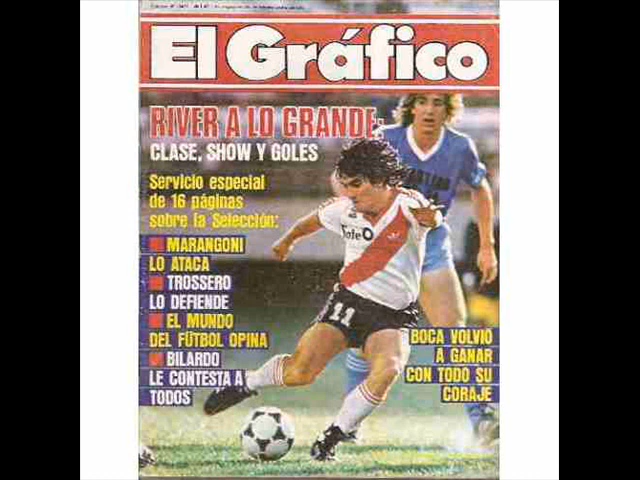 El Gráfico
RIVER A LO GRANDE:
CLASE, SHOW Y GOLES
Servicio especial
de 16 páginas
sobre la Selección:
MARANGONI
LO ATACA
TROSSERO
LO DEFIENDE
EL MUNDO
DEL FÚTBOL OPINA
BILARDO
LE CONTESTA A
TODOS
BOCA VOLVIÓ
A GANAR
CON TODO SU
CORAJE
11